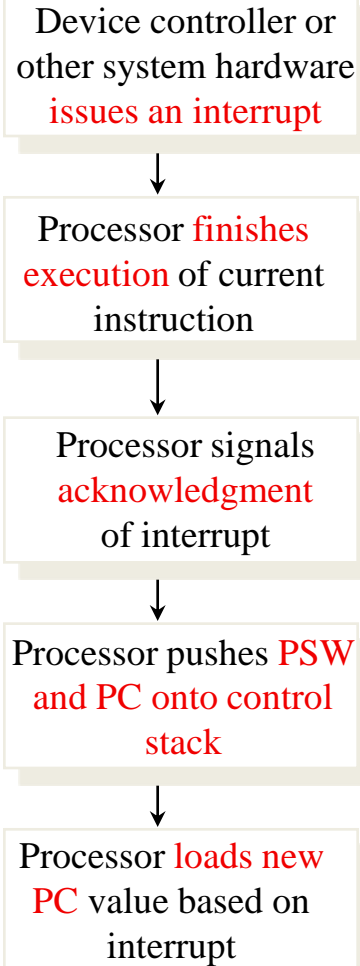 Device controller or
other system hardware
issues an interrupt
Processor finishes
execution of current
instruction
Processor signals
acknowledgment
of interrupt
Processor pushes PSW
and PC onto control
stack
Processor loads new
PC value based on
interrupt